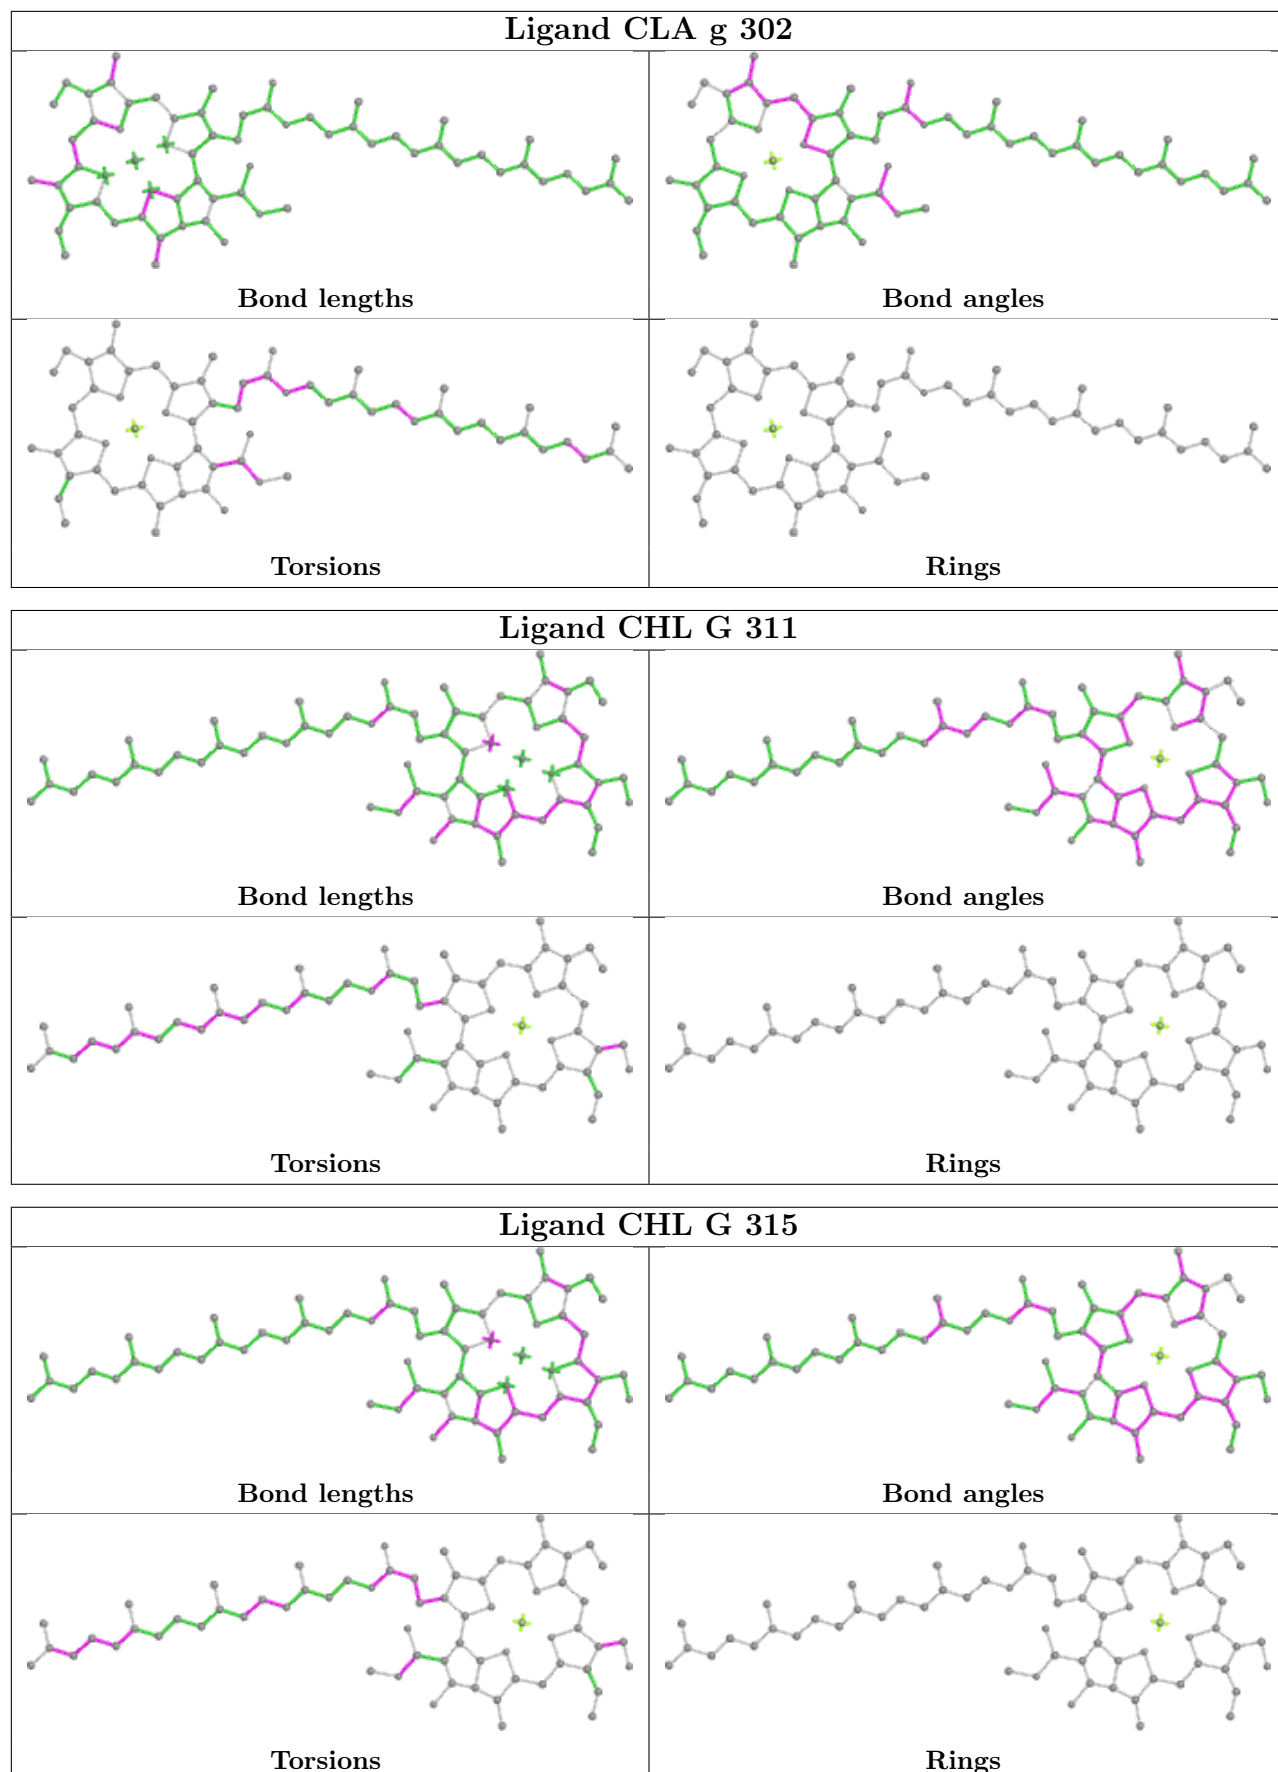 Ligand CLA g 302
Bond lengths
Bond angles
Torsions
Rings
Ligand CHL G 311
Bond lengths
Bond angles
Torsions
Rings
Ligand CHL G 315
Bond lengths
Bond angles
Torsions
Rings